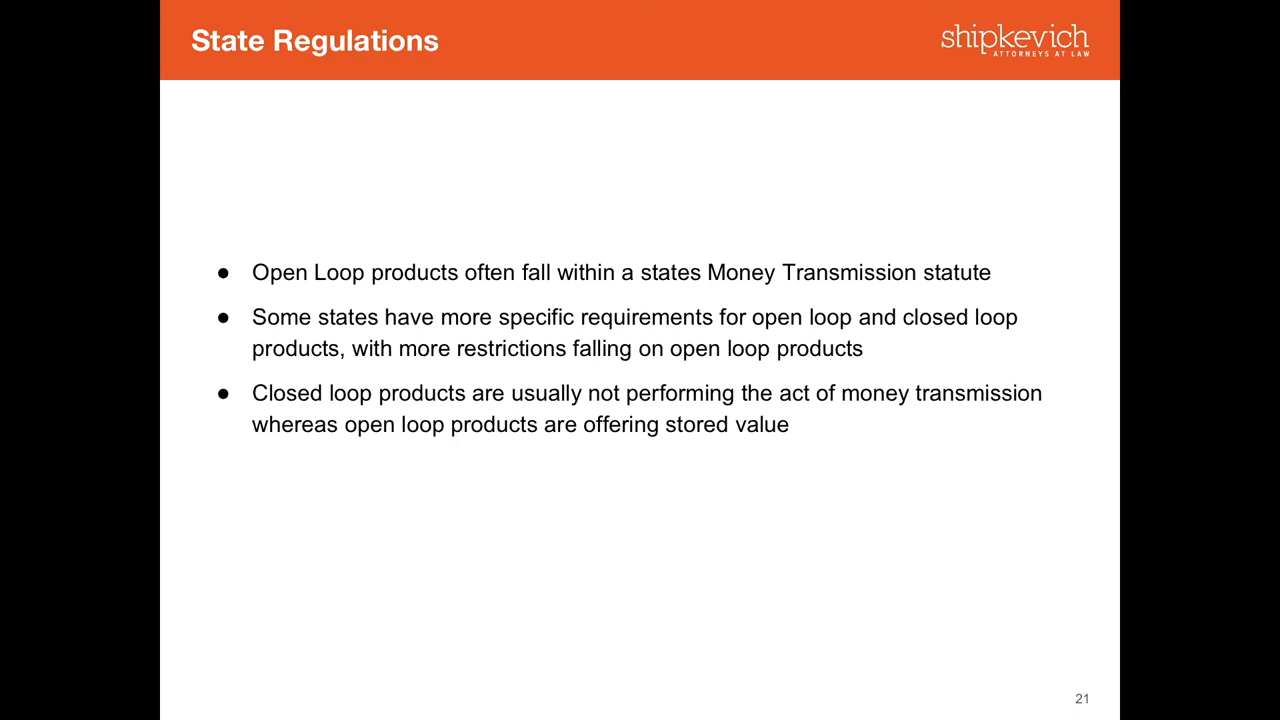 State Regulations
shipkevich
ATTORNEYS AT LAW
● Open Loop products often fall within a states Money Transmission statute
● Some states have more specific requirements for open loop and closed loop
products, with more restrictions falling on open loop products
● Closed loop products are usually not performing the act of money transmission
whereas open loop products are offering stored value
21